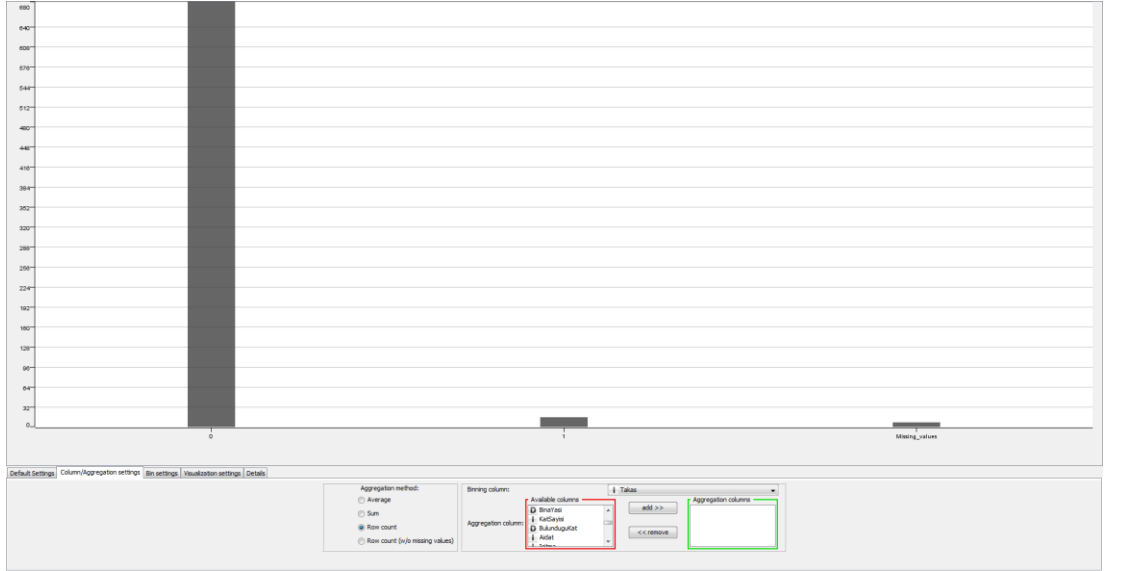 680
640
608
576
544
512
480
448
416
384
352
320
288
256
224
192
160
128
96
64
32
0
0 1 Missing_values
Default Settings Column/Aggregation settings Bin settings Visualization settings Details
Aggregation method:
Average
Sum
Row count
Row count (w/o missing values)
Binning column: i Takas
Aggregation column:
Available columns
D BinaYasi
i KatSayisi
D BulunduguKat
i Aidat
add >>
<< remove
Aggregation columns